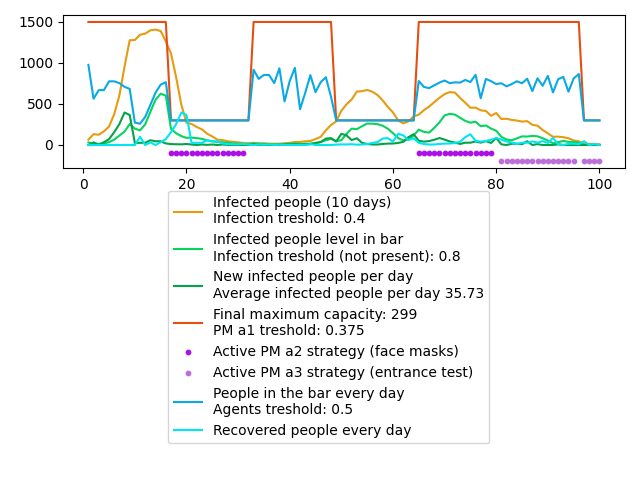 1500
1000
500
0
0
20
40
60
80
100
Infected people (10 days)
Infection treshold: 0.4
Infected people level in bar
Infection treshold (not present): 0.8
New infected people per day
Average infected people per day 35.73
Final maximum capacity: 299
PM a1 treshold: 0.375
Active PM a2 strategy (face masks)
Active PM a3 strategy (entrance test)
People in the bar every day
Agents treshold: 0.5
Recovered people every day